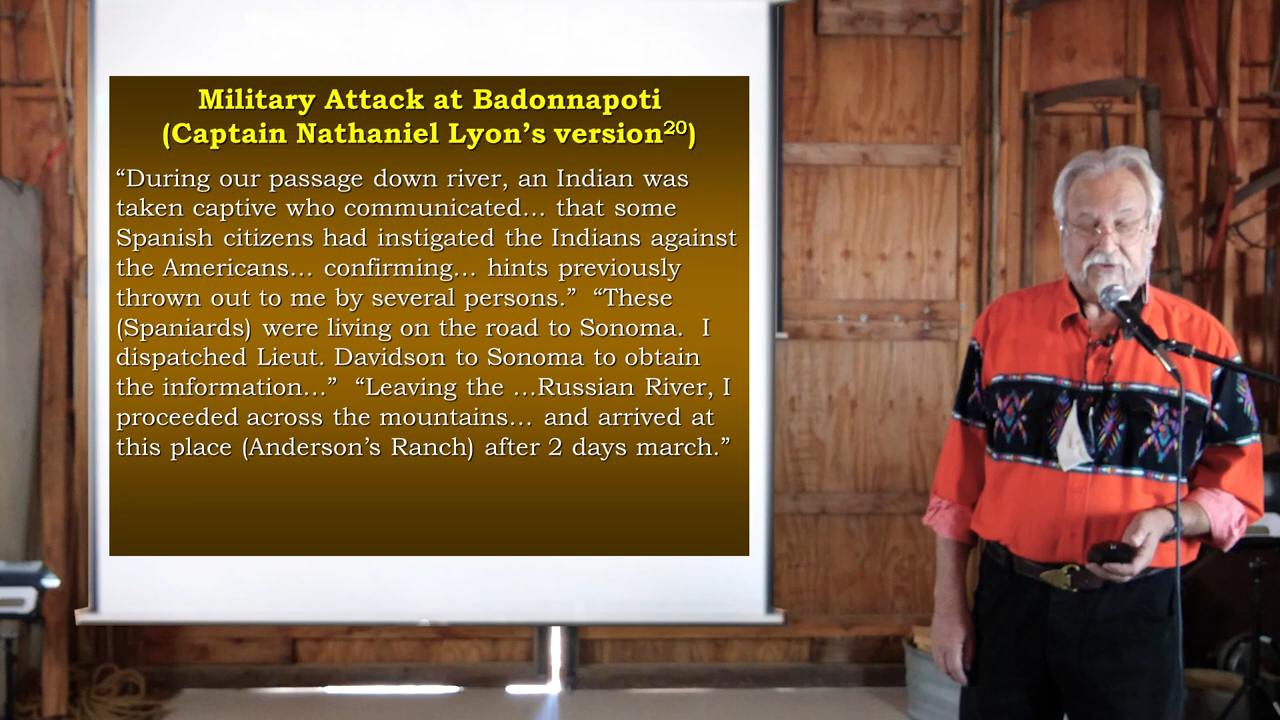 Military Attack at Badonnapoti
(Captain Nathaniel Lyon’s version²⁰)
“During our passage down river, an Indian was
taken captive who communicated… that some
Spanish citizens had instigated the Indians against
the Americans… confirming… hints previously
thrown out to me by several persons.”  “These
(Spaniards) were living on the road to Sonoma.  I
dispatched Lieut. Davidson to Sonoma to obtain
the information…”  “Leaving the …Russian River, I
proceeded across the mountains… and arrived at
this place (Anderson’s Ranch) after 2 days march.”